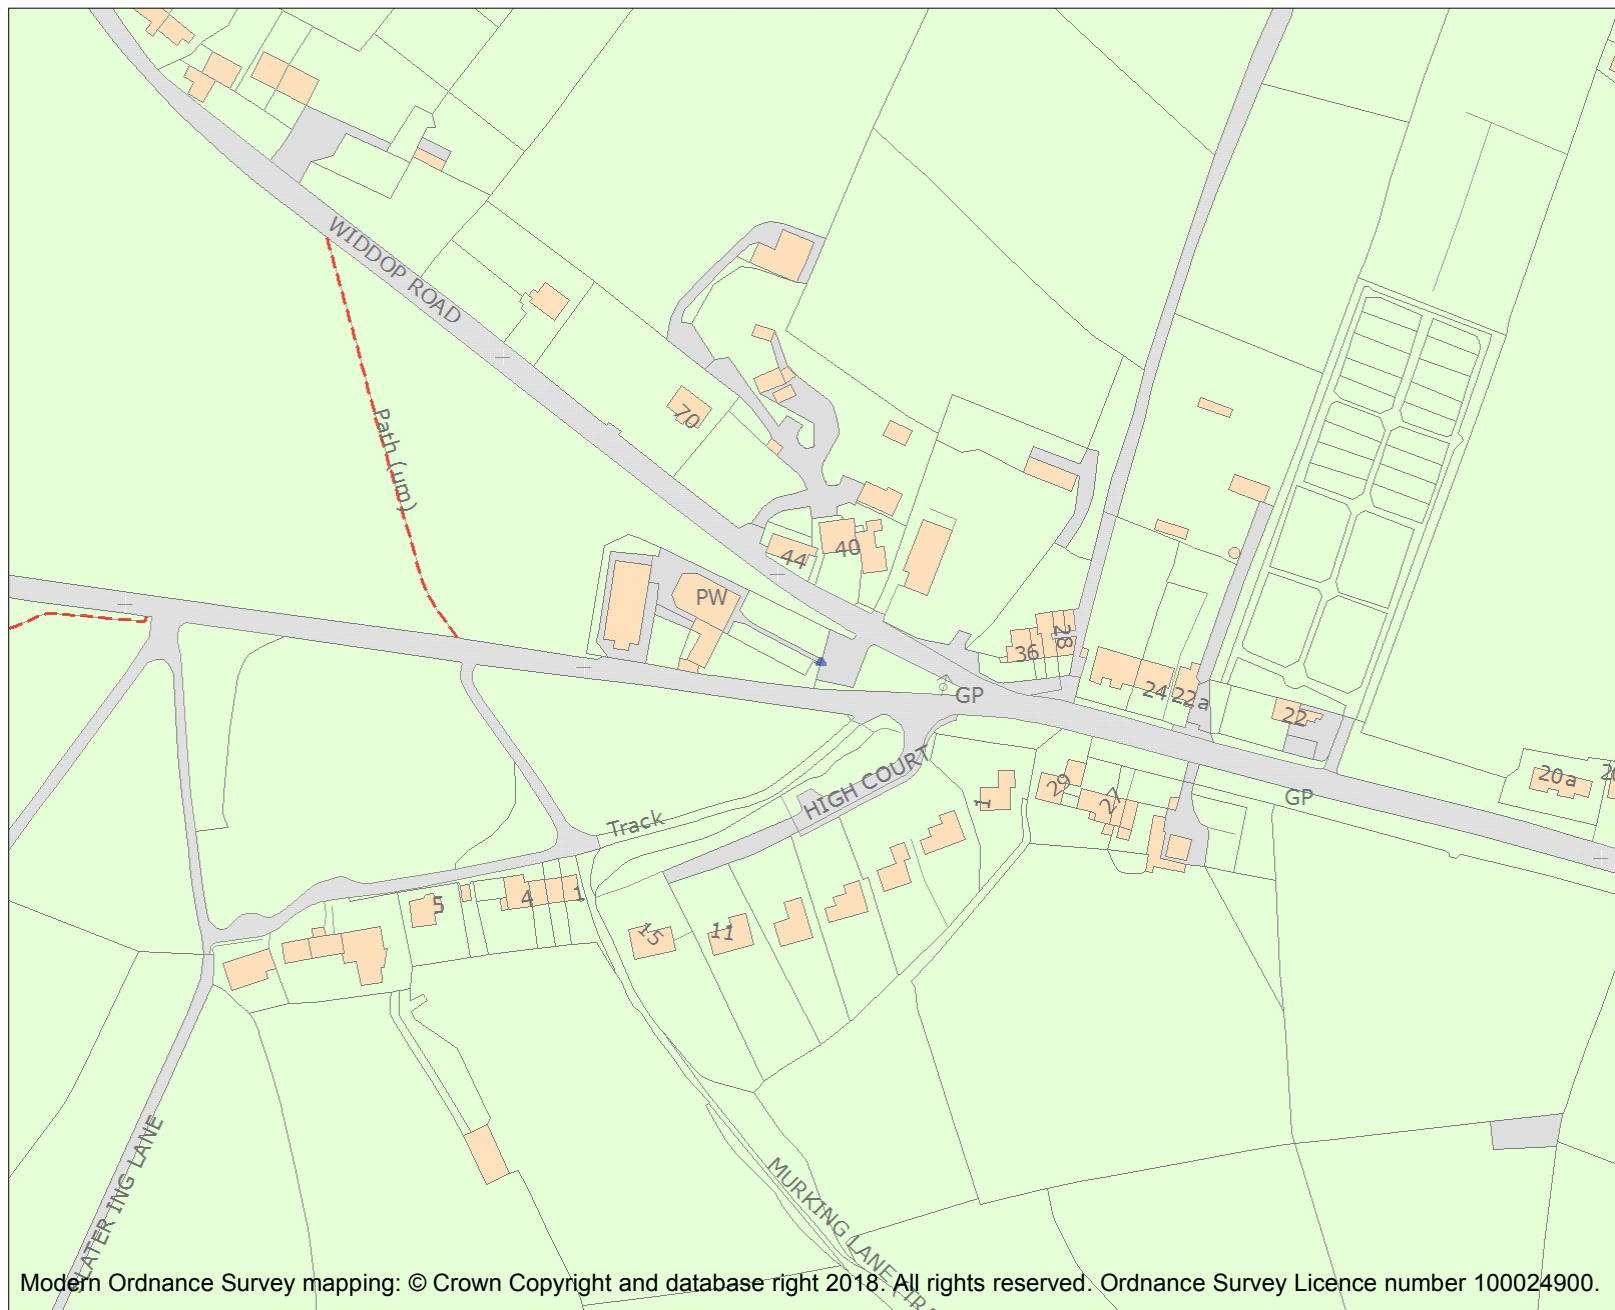 WIDDOP ROAD
Path (um)
70
44
40
PW
36
28
GP
24
22a
22
20a
GP
HIGH COURT
1
29
27
Track
5
4
1
15
11
SLATER ING LANE
MURKING LANE (TRA
Modern Ordnance Survey mapping: © Crown Copyright and database right 2018. All rights reserved. Ordnance Survey Licence number 100024900.